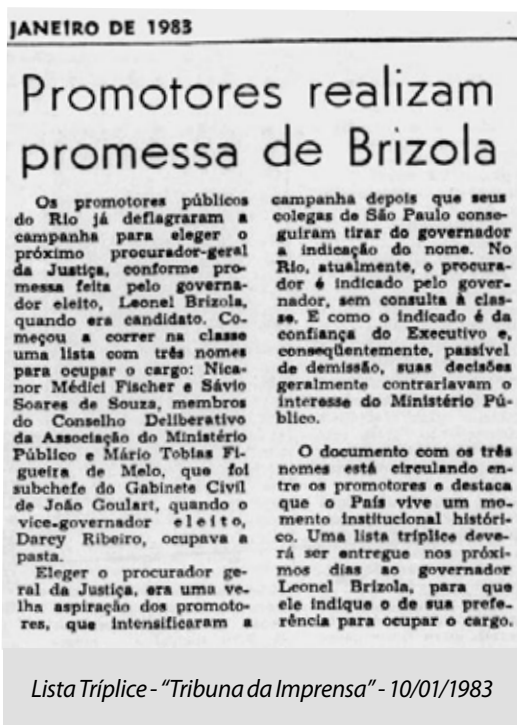 JANEIRO DE 1983
Promotores realizam
promessa de Brizola
Os promotores públicos
do Rio já deflagraram a
campanha para eleger o
próximo procurador-geral
da Justiça, conforme pro-
messa feita pelo governa-
dor eleito, Leonel Brizola,
quando era candidato. Co-
meçou a correr na classe
uma lista com três nomes
para ocupar o cargo: Nica-
nor Médici Fischer e Sávio
Soares de Souza, membros
do Conselho Deliberativo
da Associação do Ministério
Público e Mário Tobias Fi-
gueira de Melo, que foi
subchefe do Gabinete Civil
de João Goulart, quando o
vice-governador eleito,
Darcy Ribeiro, ocupava a
pasta.
Eleger o procurador ge-
ral da Justiça, era uma ve-
lha aspiração dos promoto-
res, que intensificaram a
campanha depois que seus
colegas de São Paulo conse-
guiram tirar do governador
a indicação do nome. No
Rio, atualmente, o procura-
dor é indicado pelo gover-
nador, sem consulta à clas-
se. E como o indicado é da
confiança do Executivo e,
conseqüentemente, passível
de demissão, suas decisões
geralmente contrariavam o
interesse do Ministério Pú-
blico.
O documento com os três
nomes está circulando en-
tre os promotores e destaca
que o País vive um mo-
mento institucional históri-
co. Uma lista tríplice deve-
rá ser entregue nos próxi-
mos dias ao governador
Leonel Brizola, para que
ele indique o de sua prefe-
rência para ocupar o cargo.
Lista Tríplice - “Tribuna da Imprensa” - 10/01/1983